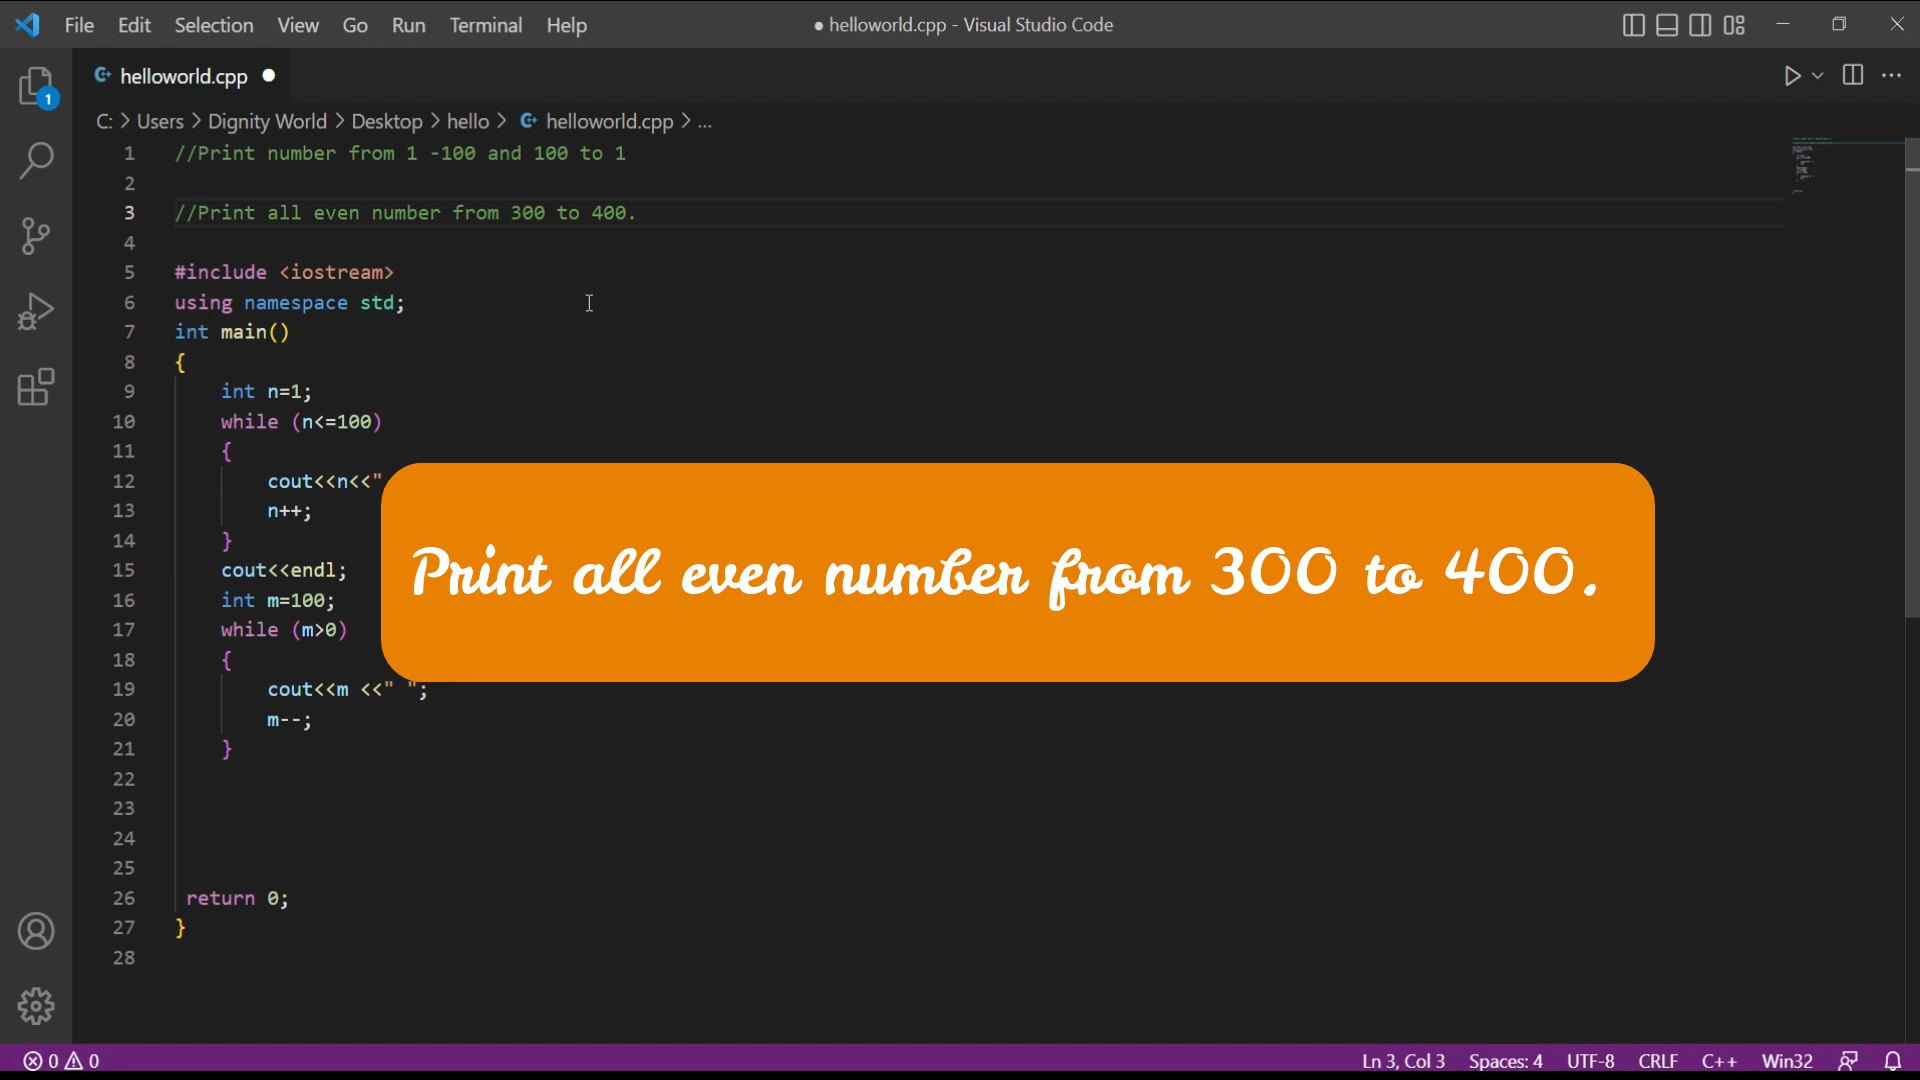 File Edit Selection View Go Run Terminal Help ● helloworld.cpp - Visual Studio Code
helloworld.cpp ●
1
C: > Users > Dignity World > Desktop > hello > helloworld.cpp > ...
1 //Print number from 1 -100 and 100 to 1
2
3 //Print all even number from 300 to 400.
4
5 #include <iostream>
6 using namespace std;
7 int main()
8 {
9 int n=1;
10 while (n<=100)
11 {
12 cout<<n<<"
13 n++;
14 }
15 cout<<endl;
16 int m=100;
17 while (m>0)
18 {
19 cout<<m <<" ";
20 m--;
21 }
22
23
24
25
26 return 0;
27 }
28
Print all even number from 300 to 400.
0 0 Ln 3, Col 3 Spaces: 4 UTF-8 CRLF C++ Win32